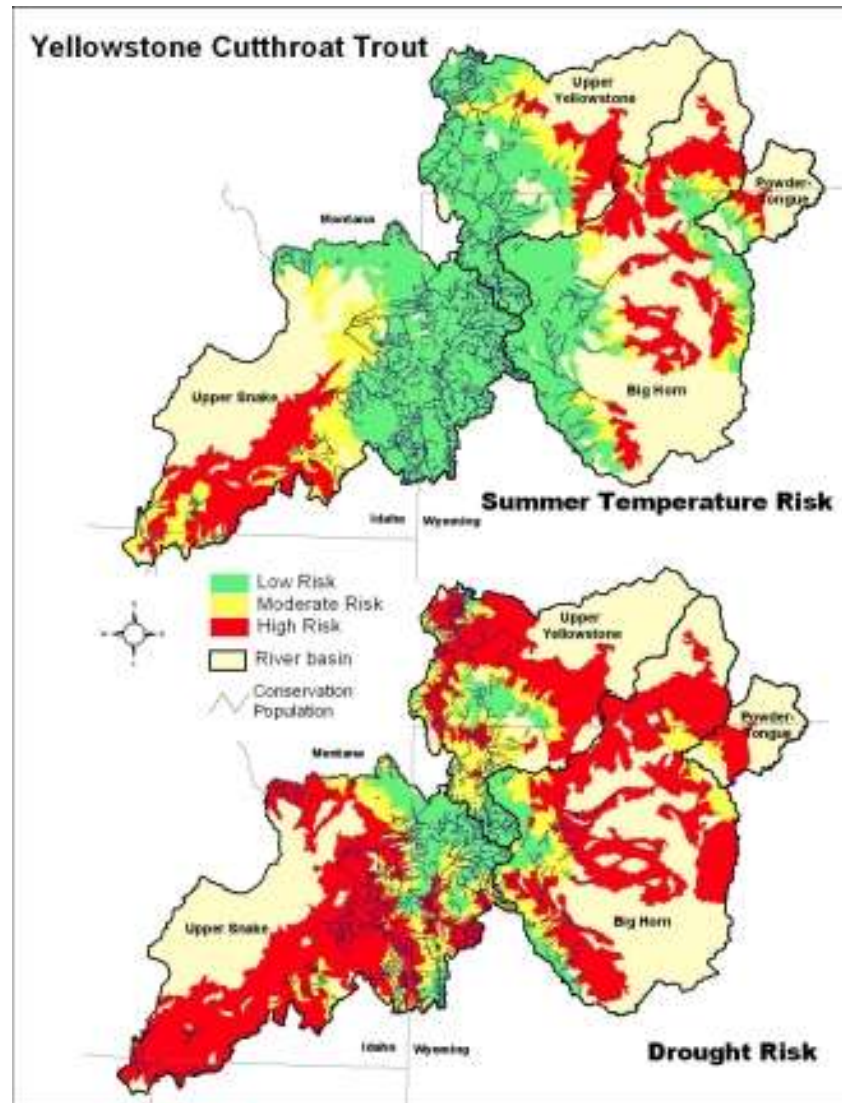 Yellowstone Cutthroat Trout
Upper
Yellowstone
Powder-
Tongue
Montana
Upper Snake
Big Horn
Summer Temperature Risk
Idaho
Wyoming
Low Risk
Moderate Risk
High Risk
River basin
Conservation
Population
Upper
Yellowstone
Powder-
Tongue
Montana
Upper Snake
Big Horn
Idaho
Wyoming
Drought Risk